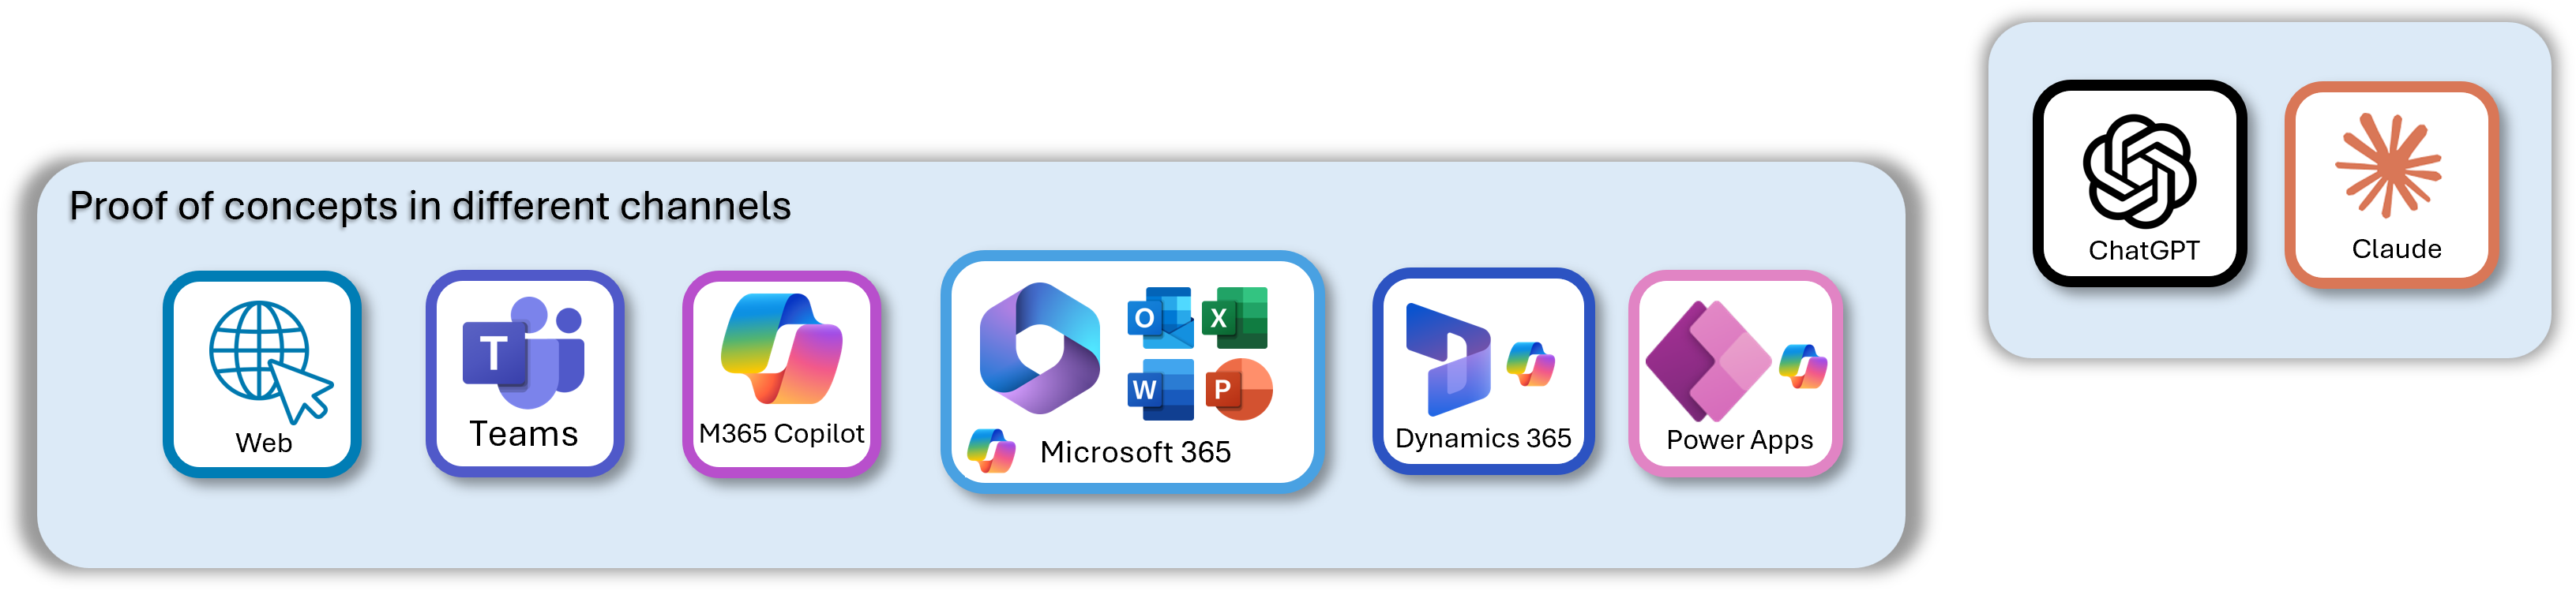 Proof of concepts in different channels
Web
T
Teams
M365 Copilot
O
X
W
P
Microsoft 365
Dynamics 365
Power Apps
ChatGPT
Claude